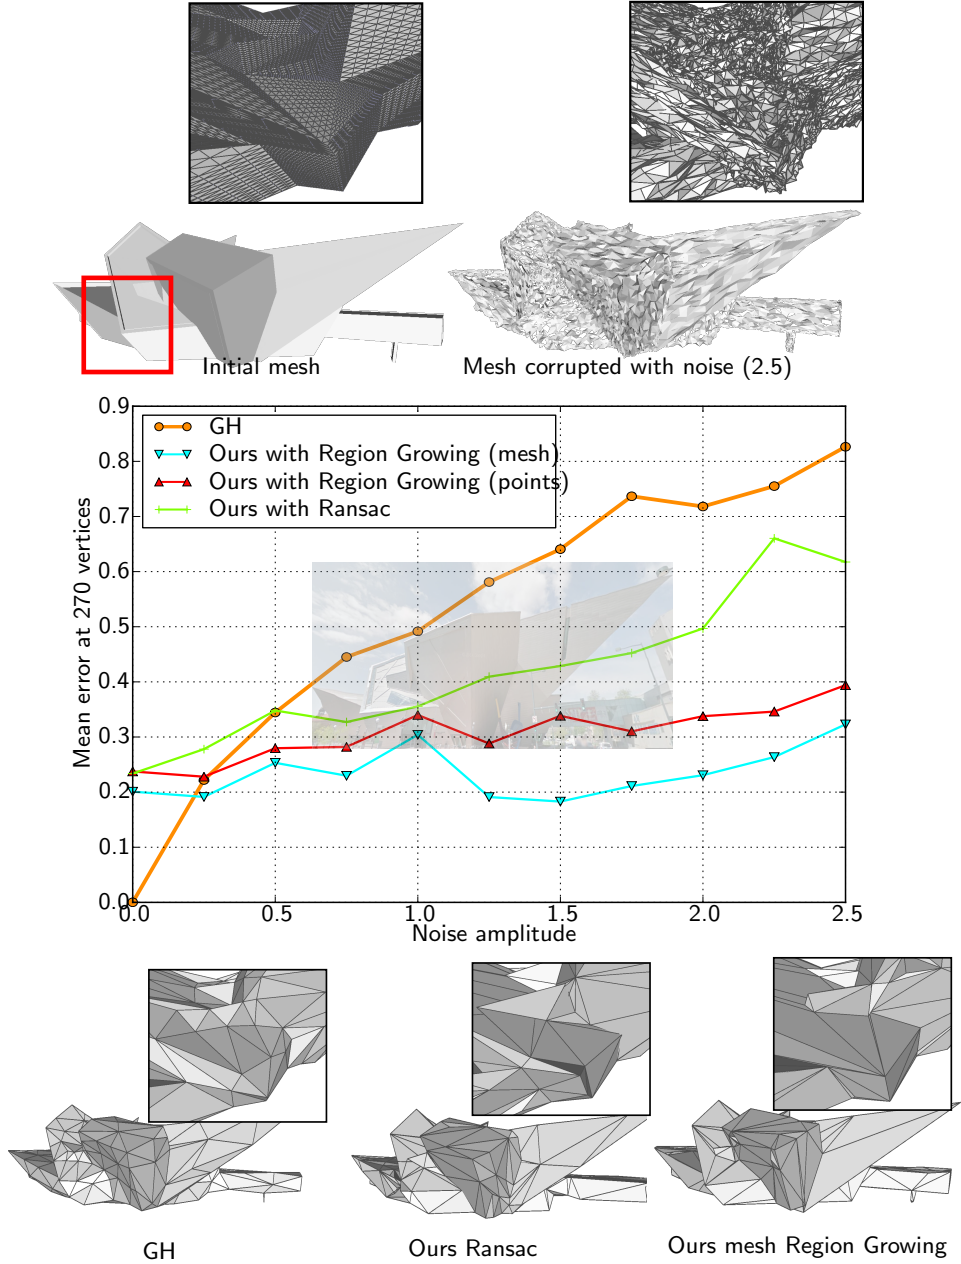 Initial mesh
Mesh corrupted with noise (2.5)
0.9
0.8
0.7
0.6
0.5
0.4
0.3
0.2
0.1
0.0
Mean error at 270 vertices
GH
Ours with Region Growing (mesh)
Ours with Region Growing (points)
Ours with Ransac
0.0 0.5 1.0 1.5 2.0 2.5
Noise amplitude
GH
Ours Ransac
Ours mesh Region Growing